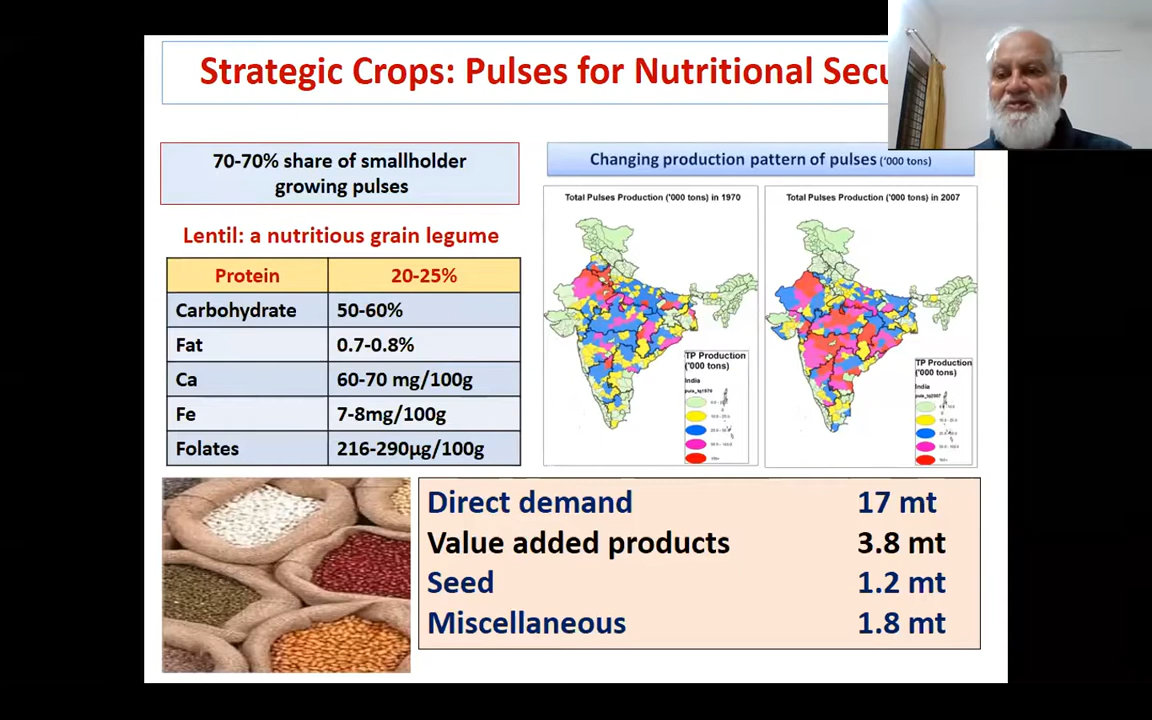 Strategic Crops: Pulses for Nutritional Secu
70-70% share of smallholder
growing pulses
Lentil: a nutritious grain legume
Protein 20-25%
Carbohydrate 50-60%
Fat 0.7-0.8%
Ca 60-70 mg/100g
Fe 7-8mg/100g
Folates 216-290µg/100g
Changing production pattern of pulses ('000 tons)
Total Pulses Production ('000 tons) in 1970
TP Production
('000 tons)
India
Total Pulses Production ('000 tons) in 2007
TP Production
('000 tons)
India
Direct demand 17 mt
Value added products 3.8 mt
Seed 1.2 mt
Miscellaneous 1.8 mt